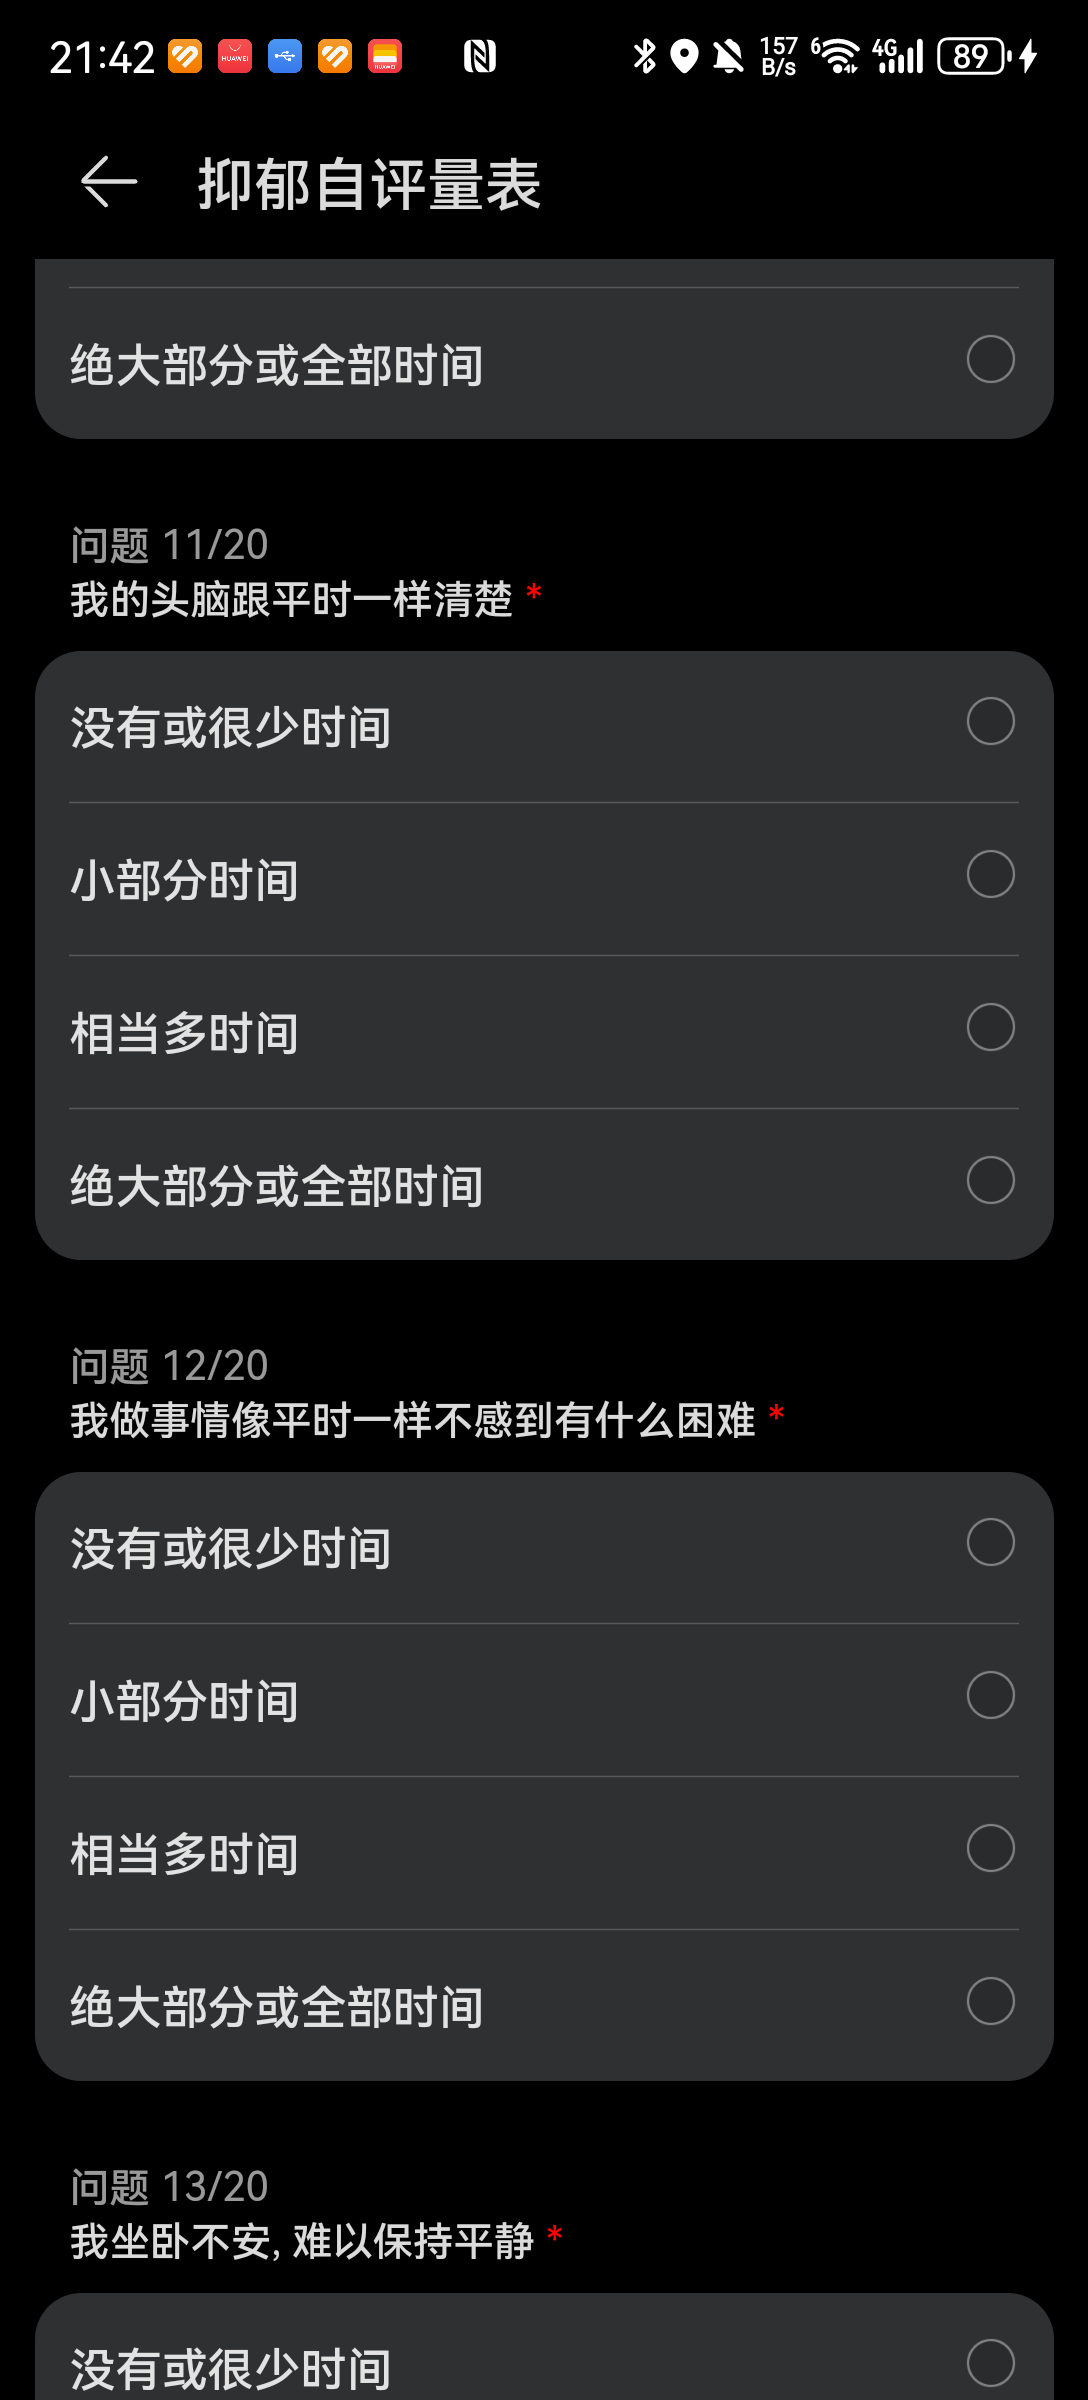 21:42
157 B/s
6
4G
89
抑郁自评量表
绝大部分或全部时间
问题 11/20
我的头脑跟平时一样清楚 *
没有或很少时间
小部分时间
相当多时间
绝大部分或全部时间
问题 12/20
我做事情像平时一样不感到有什么困难 *
没有或很少时间
小部分时间
相当多时间
绝大部分或全部时间
问题 13/20
我坐卧不安, 难以保持平静 *
没有或很少时间